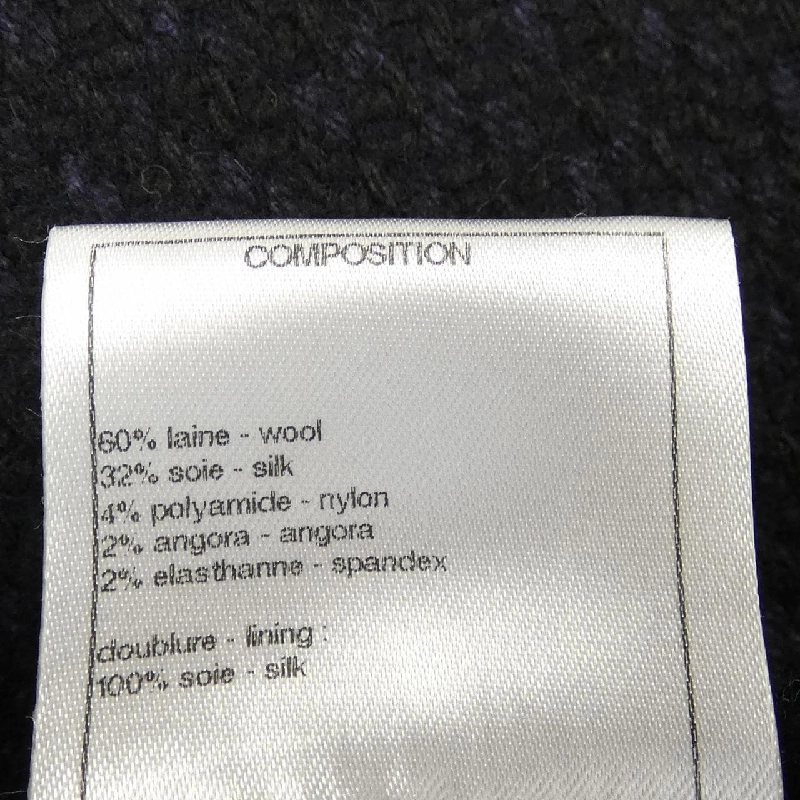 COMPOSITION
60% laine - wool
32% soie - silk
4% polyamide - nylon
2% angora - angora
2% elasthanne - spandex
doublure - lining :
100% soie - silk